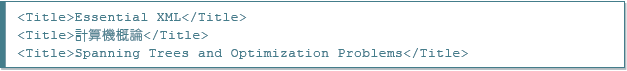 <Title>Essential XML</Title>
<Title>計算機概論</Title>
<Title>Spanning Trees and Optimization Problems</Title>